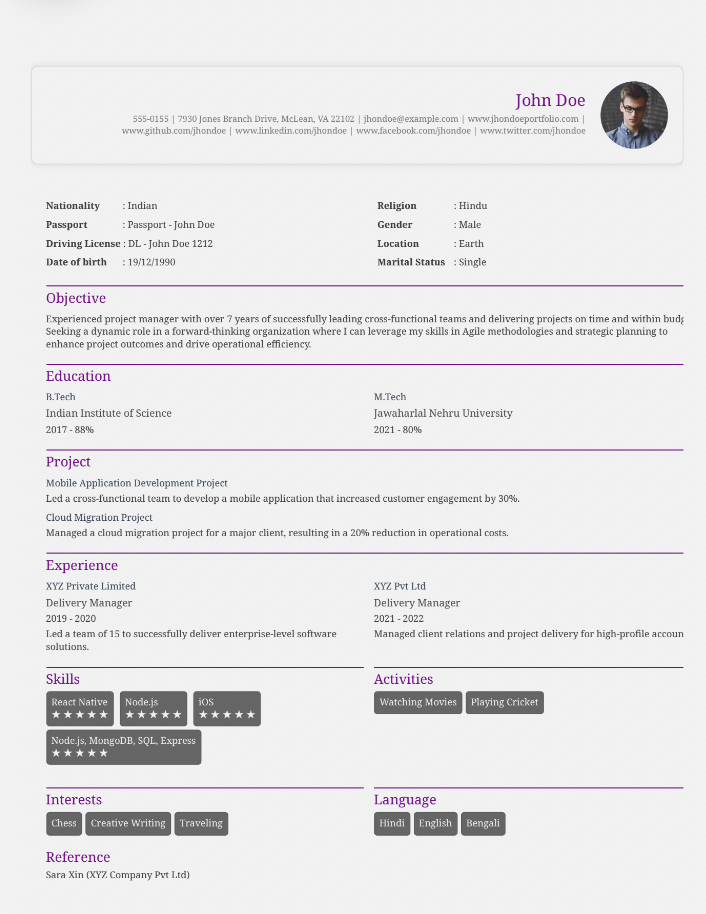 John Doe
555-0155 | 7930 Jones Branch Drive, McLean, VA 22102 | jhondoe@example.com | www.jhondoeportfolio.com |
www.github.com/jhondoe | www.linkedin.com/jhondoe | www.facebook.com/jhondoe | www.twitter.com/jhondoe
Nationality : Indian
Religion : Hindu
Passport : Passport - John Doe
Gender : Male
Driving License : DL - John Doe 1212
Location : Earth
Date of birth : 19/12/1990
Marital Status : Single
Objective
Experienced project manager with over 7 years of successfully leading cross-functional teams and delivering projects on time and within
Seeking a dynamic role in a forward-thinking organization where I can leverage my skills in Agile methodologies and strategic planning to
enhance project outcomes and drive operational efficiency.
Education
B.Tech
Indian Institute of Science
2017 - 88%
M.Tech
Jawaharlal Nehru University
2021 - 80%
Project
Mobile Application Development Project
Led a cross-functional team to develop a mobile application that increased customer engagement by 30%.
Cloud Migration Project
Managed a cloud migration project for a major client, resulting in a 20% reduction in operational costs.
Experience
XYZ Private Limited
Delivery Manager
2019 - 2020
Led a team of 15 to successfully deliver enterprise-level software
solutions.
XYZ Pvt Ltd
Delivery Manager
2021 - 2022
Managed client relations and project delivery for high-profile accoun
Skills
React Native
★★★★★
Node.js
★★★★★
iOS
★★★★★
Node.js, MongoDB, SQL, Express
★★★★★
Activities
Watching Movies
Playing Cricket
Interests
Chess
Creative Writing
Traveling
Language
Hindi
English
Bengali
Reference
Sara Xin (XYZ Company Pvt Ltd)